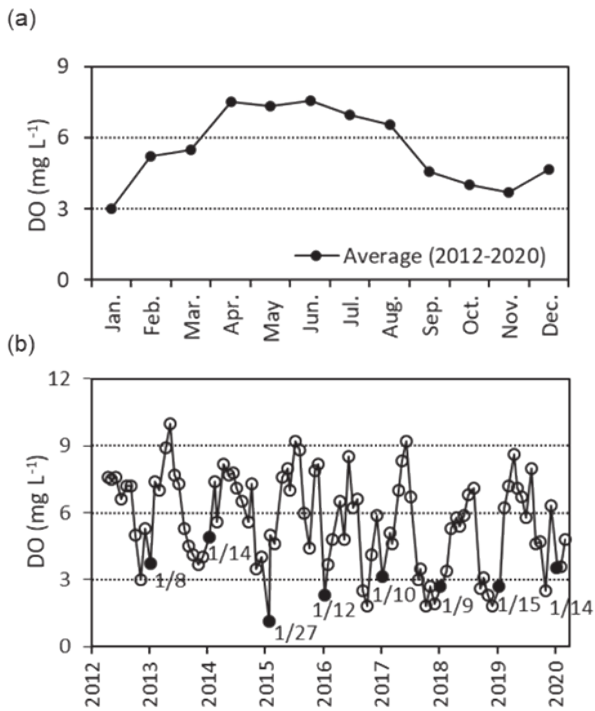 (a)
9
6
3
0
DO (mg L⁻¹)
Average (2012-2020)
Jan.
Feb.
Mar.
Apr.
May
Jun.
Jul.
Aug.
Sep.
Oct.
Nov.
Dec.
(b)
12
9
6
3
0
DO (mg L⁻¹)
1/8
1/14
1/27
1/12
1/10
1/9
1/15
1/14
2012
2013
2014
2015
2016
2017
2018
2019
2020